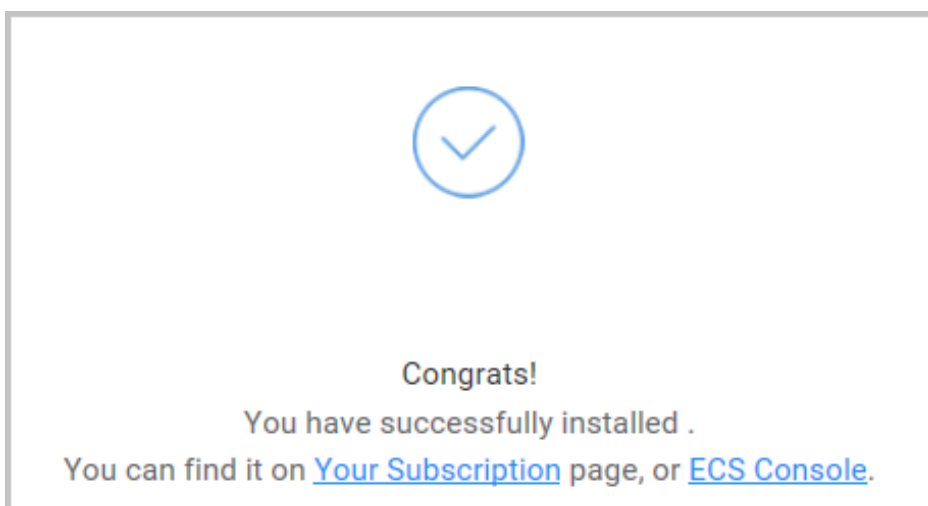 Congrats!
You have successfully installed .
You can find it on Your Subscription page, or ECS Console.